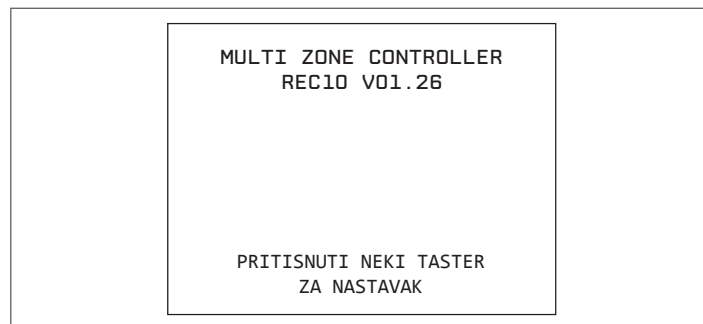 MULTI ZONE CONTROLLER
REC10 V01.26
PRITISNUTI NEKI TASTER
ZA NASTAVAK